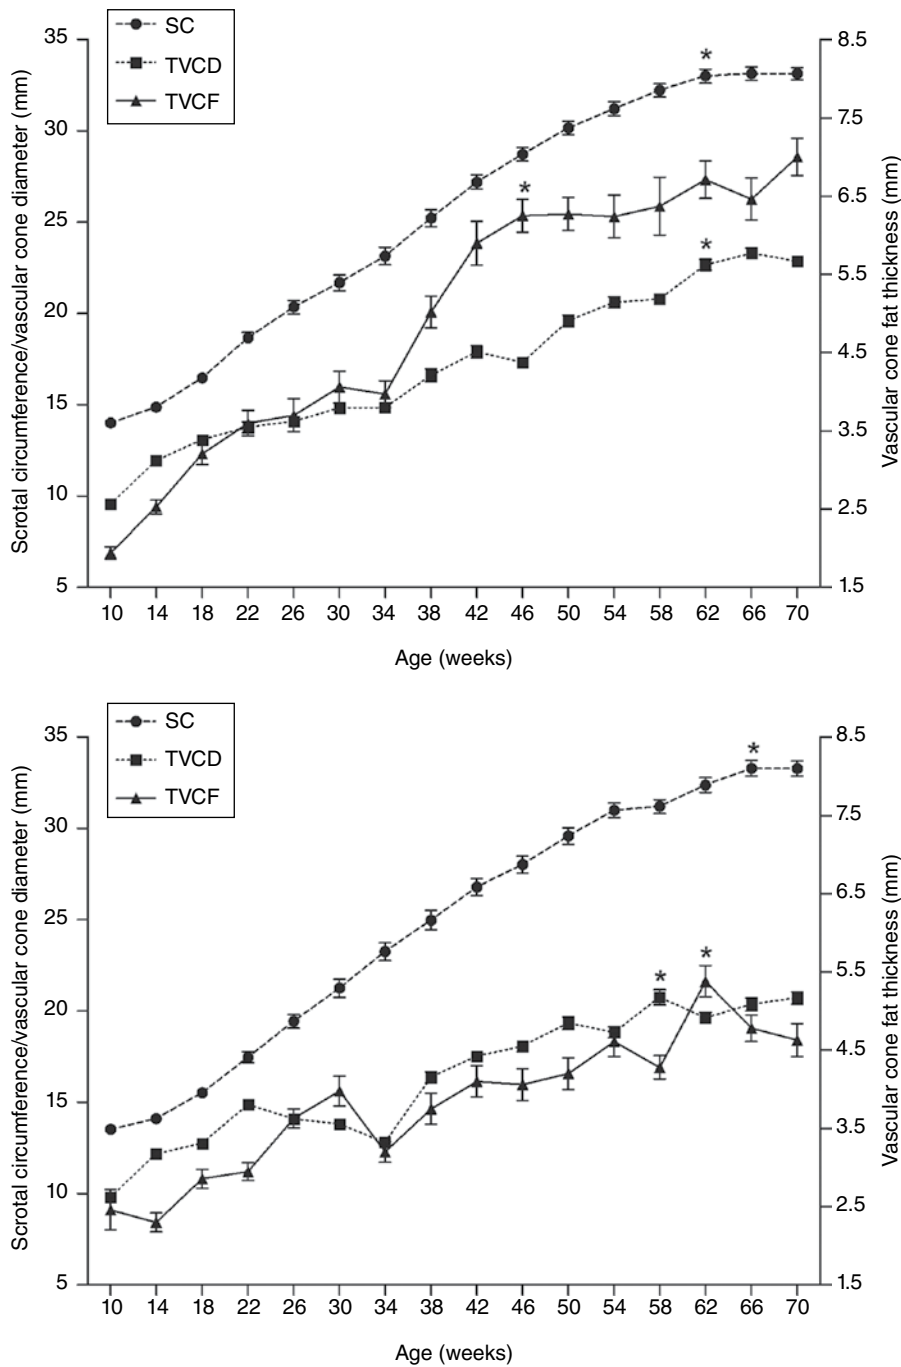 SC
TVCD
TVCF
Scrotal circumference/vascular cone diameter (mm)
35
30
25
20
15
10
5
*
*
*
8.5
7.5
6.5
5.5
4.5
3.5
2.5
1.5
Vascular cone fat thickness (mm)
10 14 18 22 26 30 34 38 42 46 50 54 58 62 66 70
Age (weeks)
SC
TVCD
TVCF
Scrotal circumference/vascular cone diameter (mm)
35
30
25
20
15
10
5
*
*
*
8.5
7.5
6.5
5.5
4.5
3.5
2.5
1.5
Vascular cone fat thickness (mm)
10 14 18 22 26 30 34 38 42 46 50 54 58 62 66 70
Age (weeks)